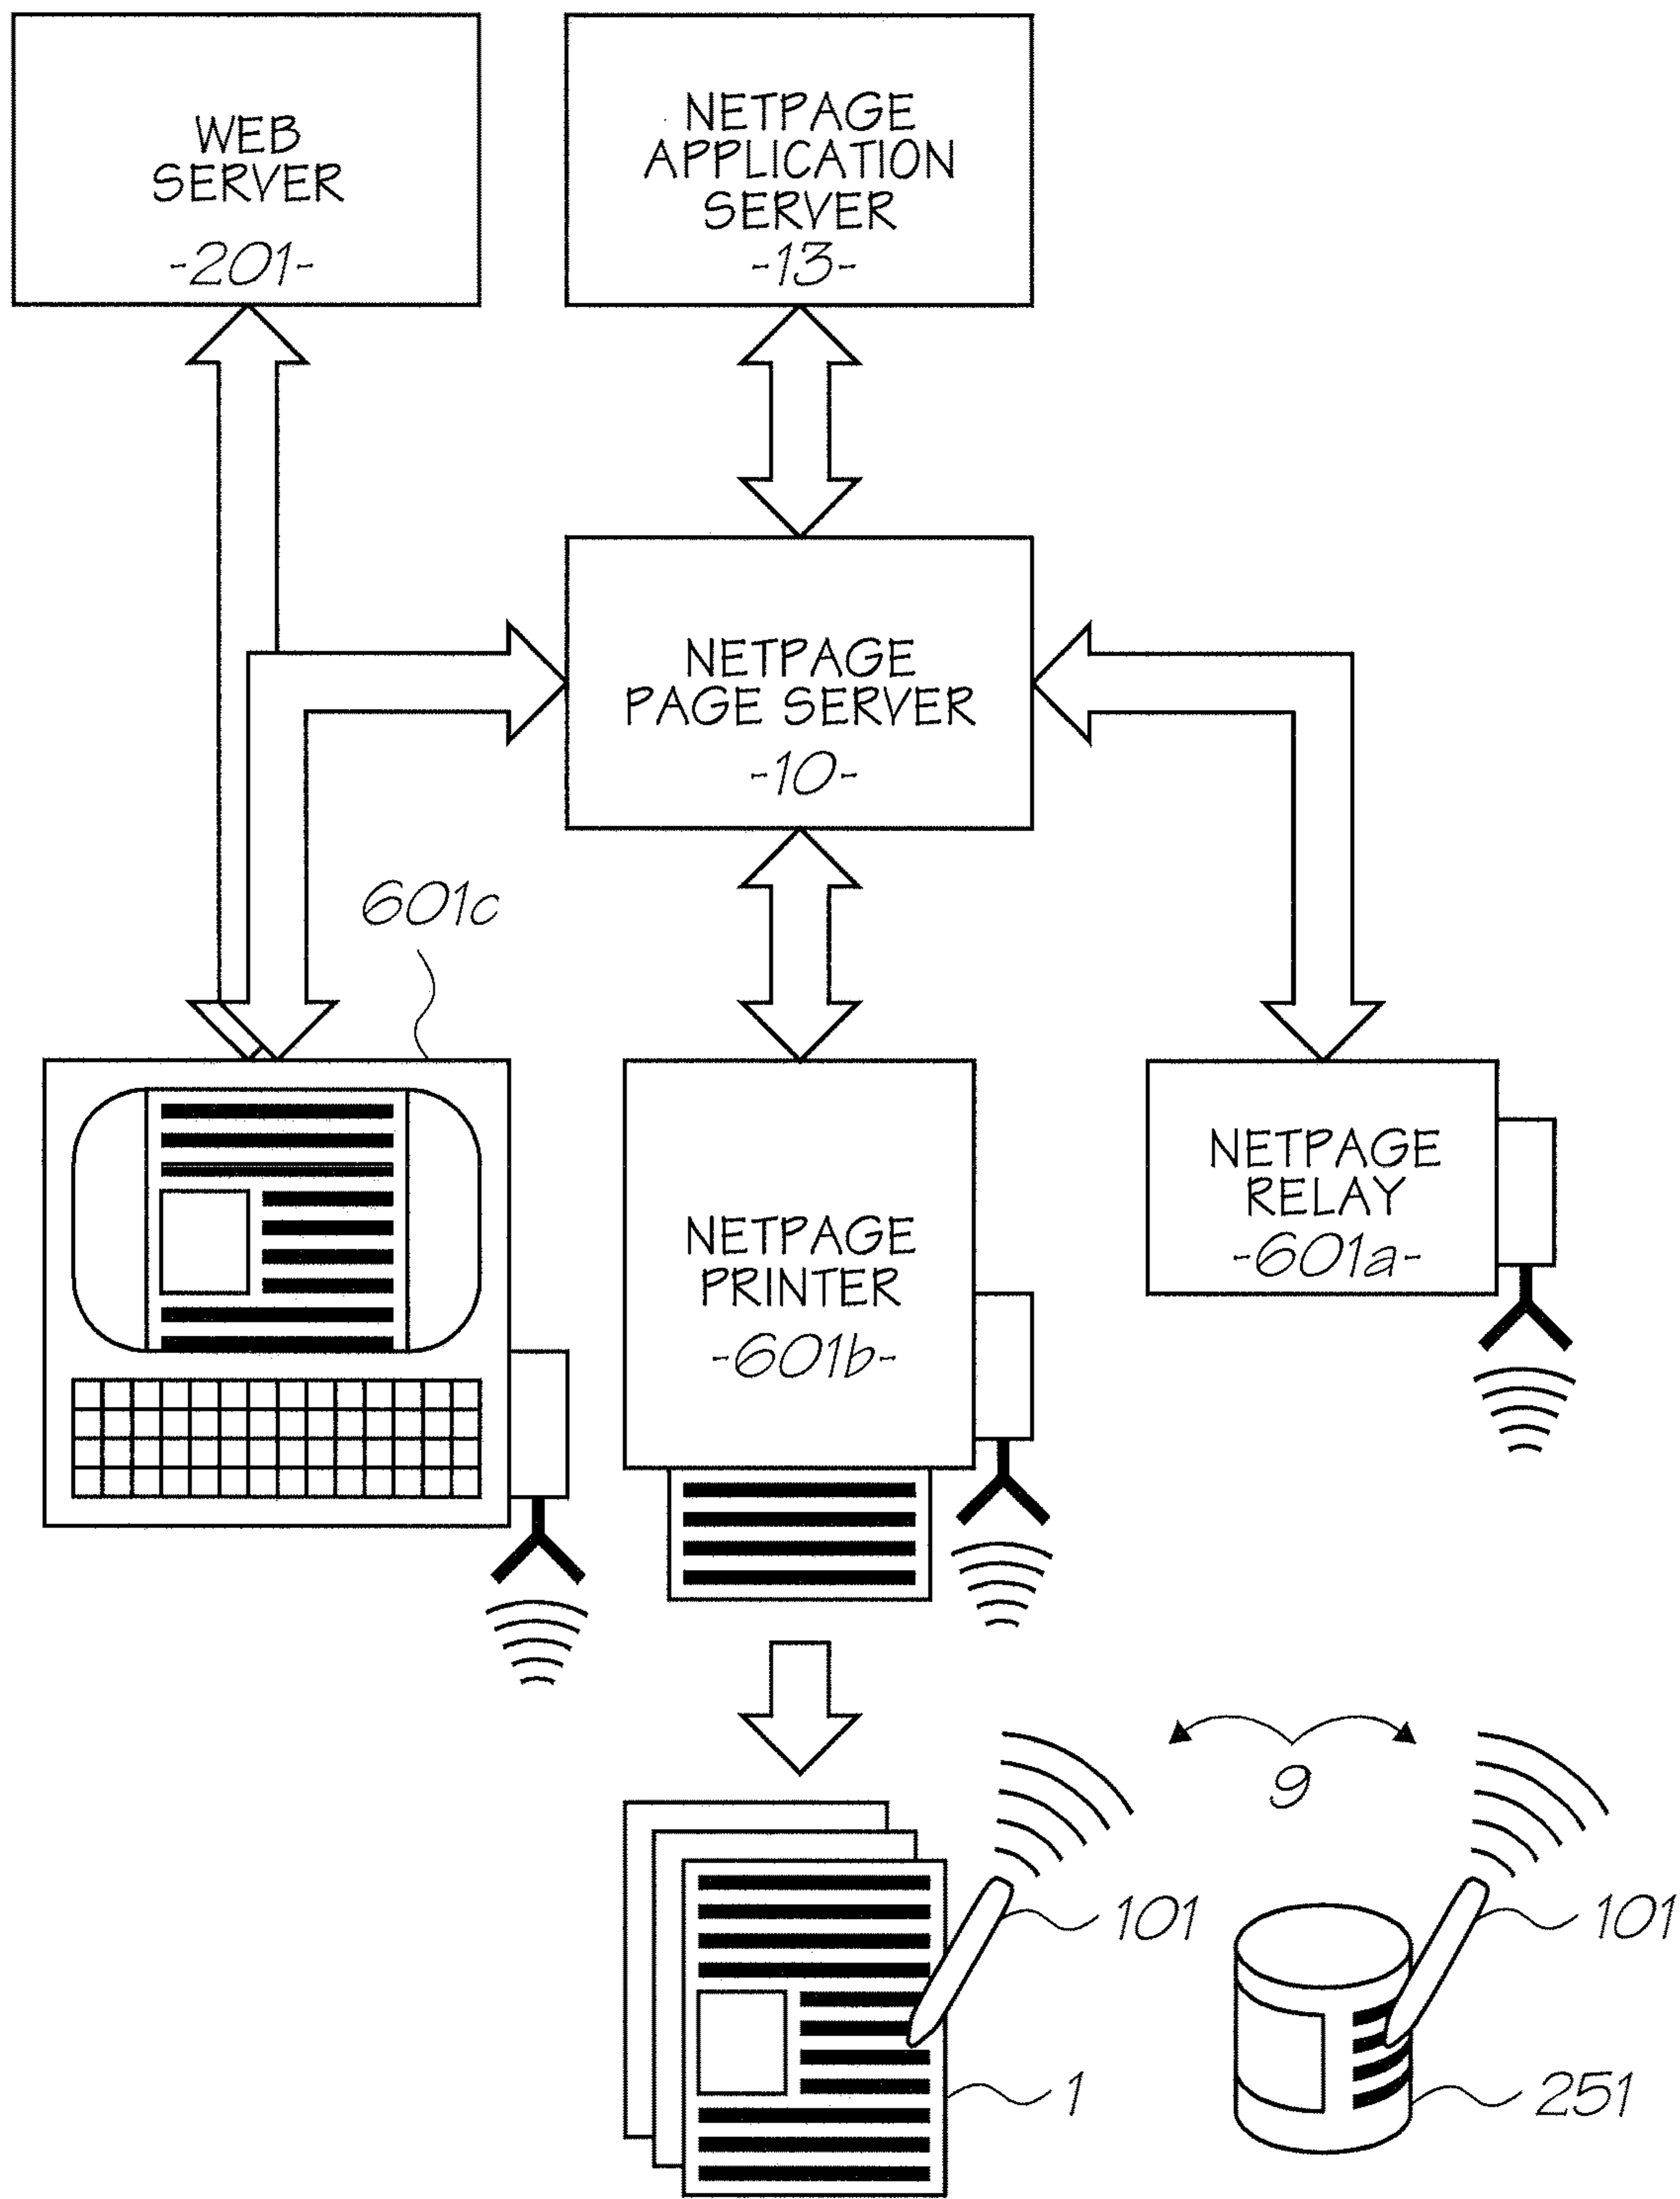 WEB
SERVER
-201-
NETPAGE
APPLICATION
SERVER
-13-
NETPAGE
PAGE SERVER
-10-
601c
NETPAGE
PRINTER
-601b-
NETPAGE
RELAY
-601a-
9
101
101
1
251